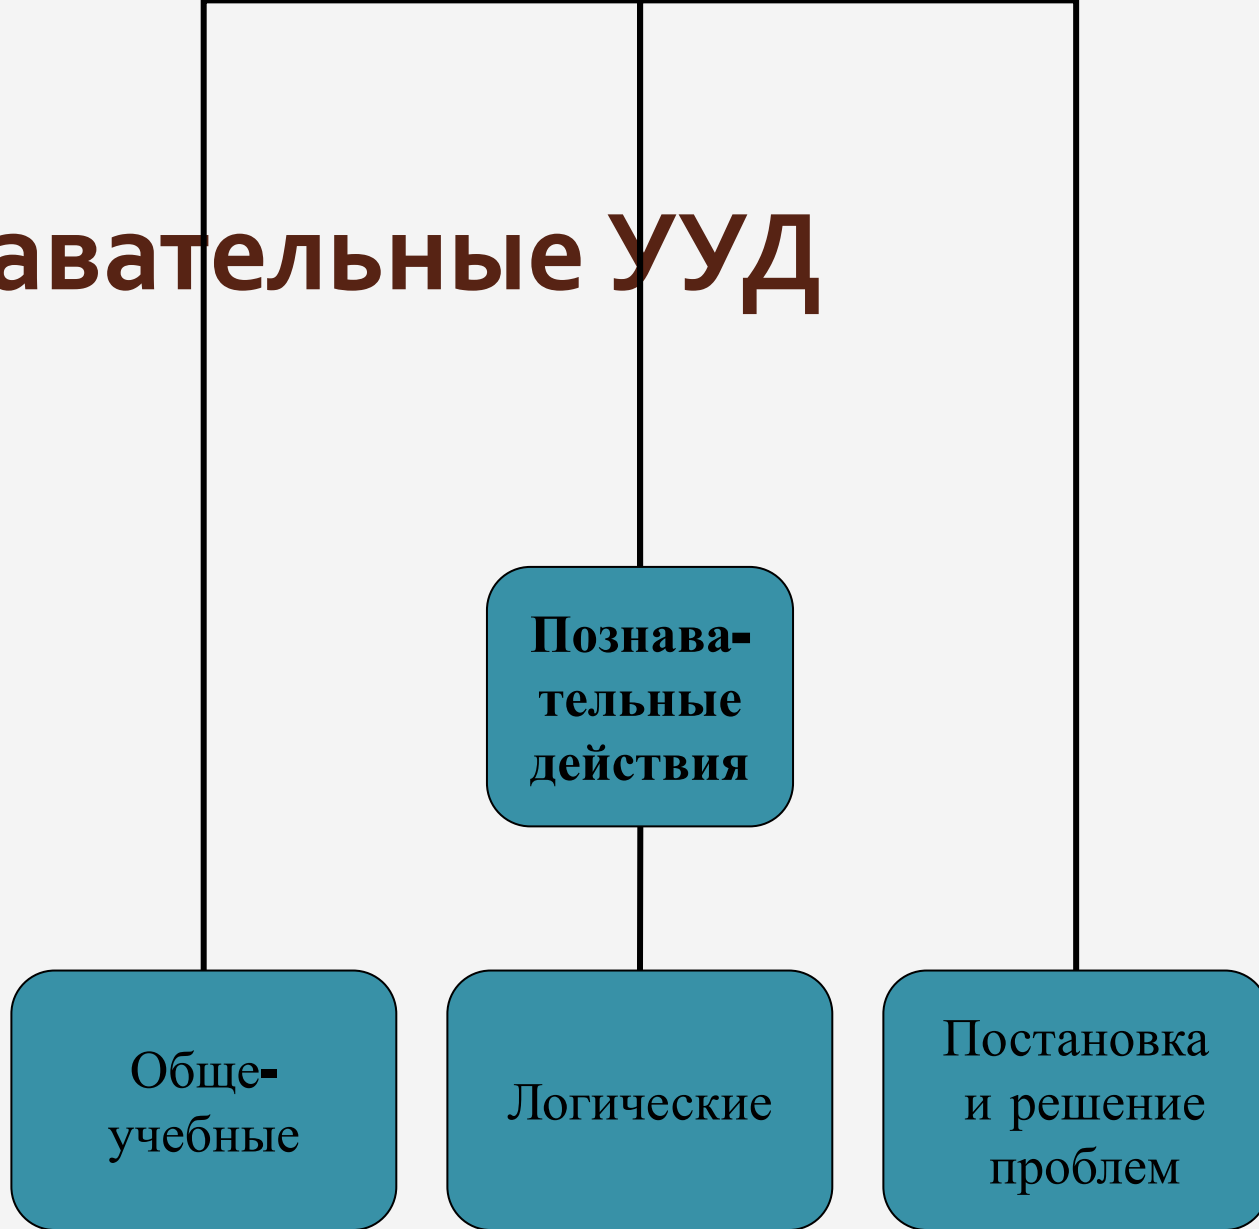 авательные УУД
Познава-
тельные
действия
Обще-
учебные
Логические
Постановка
и решение
проблем